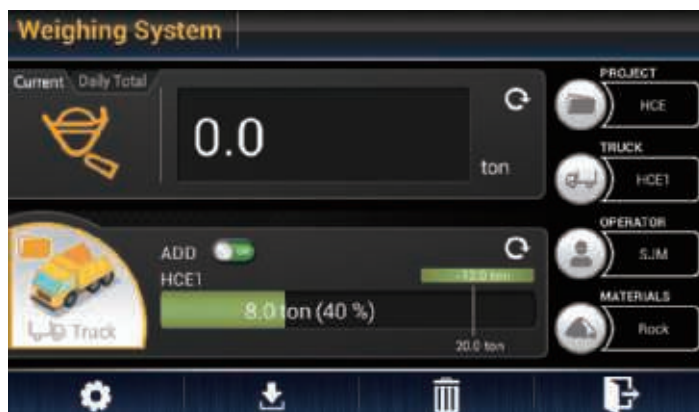 Weighing System
Current Daily Total
0.0
ton
ADD
HCE1
-12.0 ton
8.0 ton (40 %)
20.0 ton
Truck
PROJECT
HCE
TRUCK
HCE1
OPERATOR
SJM
MATERIALS
Rock